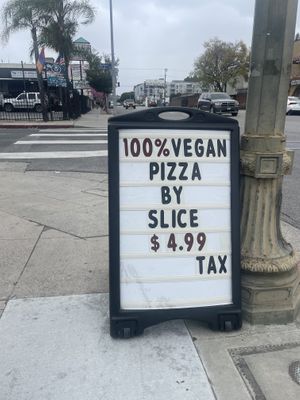 100% VEGAN
PIZZA
BY
SLICE
$4.99
TAX